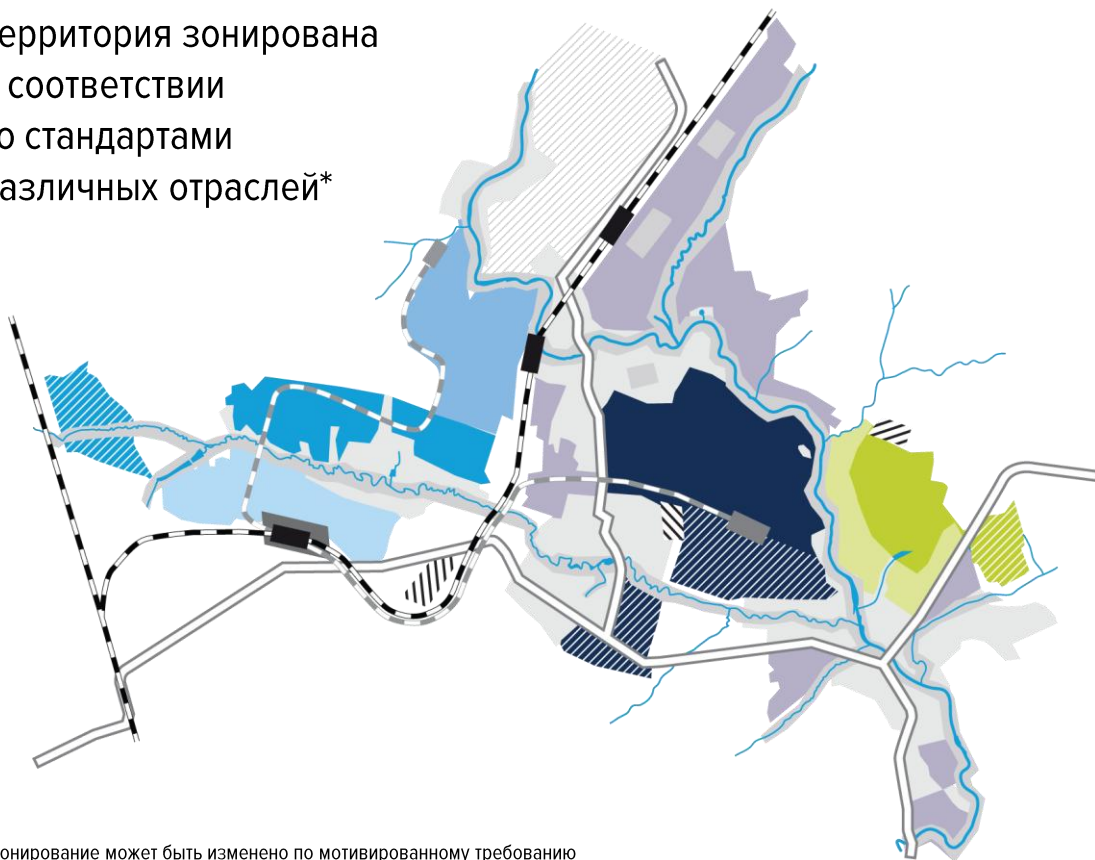 ерритория зонирована
соответствии
о стандартами
азличных отраслей*
онирование может быть изменено по мотивированному требованию